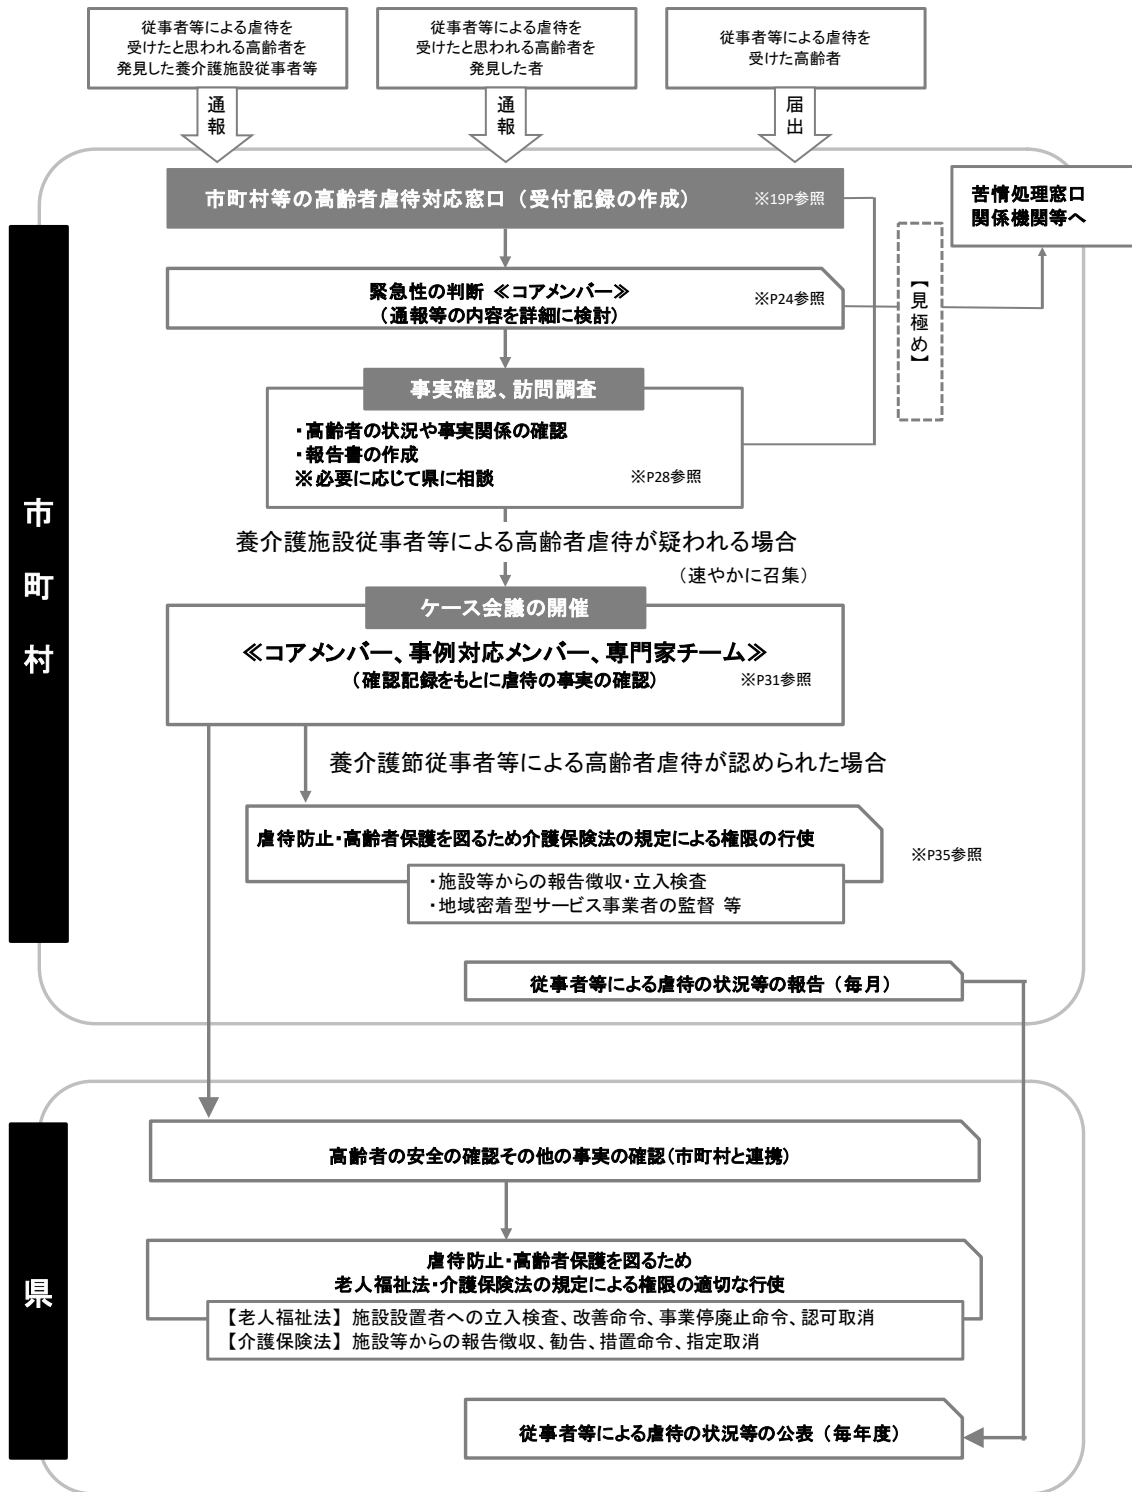 従事者等による虐待を
受けたと思われる高齢者を
発見した養介護施設従事者等
従事者等による虐待を
受けたと思われる高齢者を
発見した者
従事者等による虐待を
受けた高齢者
通報
通報
届出
市町村等の高齢者虐待対応窓口（受付記録の作成）
※19P参照
苦情処理窓口
関係機関等へ
緊急性の判断 ≪コアメンバー≫
（通報等の内容を詳細に検討）
※P24参照
【見極め】
事実確認、訪問調査
・高齢者の状況や事実関係の確認
・報告書の作成
※必要に応じて県に相談
※P28参照
養介護施設従事者等による高齢者虐待が疑われる場合
（速やかに召集）
ケース会議の開催
≪コアメンバー、事例対応メンバー、専門家チーム≫
（確認記録をもとに虐待の事実の確認）
※P31参照
養介護節従事者等による高齢者虐待が認められた場合
虐待防止・高齢者保護を図るため介護保険法の規定による権限の行使
※P35参照
・施設等からの報告徴収・立入検査
・地域密着型サービス事業者の監督 等
従事者等による虐待の状況等の報告（毎月）
市町村
高齢者の安全の確認その他の事実の確認（市町村と連携）
虐待防止・高齢者保護を図るため
老人福祉法・介護保険法の規定による権限の適切な行使
【老人福祉法】 施設設置者への立入検査、改善命令、事業停廃止命令、認可取消
【介護保険法】 施設等からの報告徴収、勧告、措置命令、指定取消
従事者等による虐待の状況等の公表（毎年度）
県